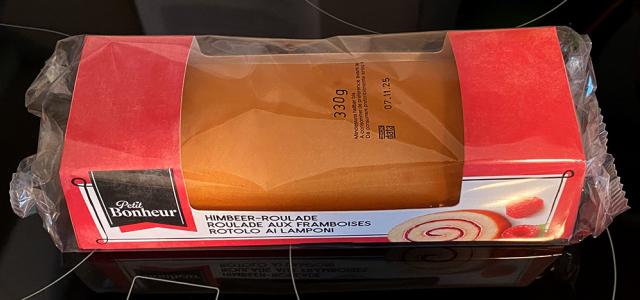 330g
07.11.25
Petit
Bonheur
HIMBEER-ROULADE
ROULADE AUX FRAMBOISES
ROTOLO AI LAMPONI